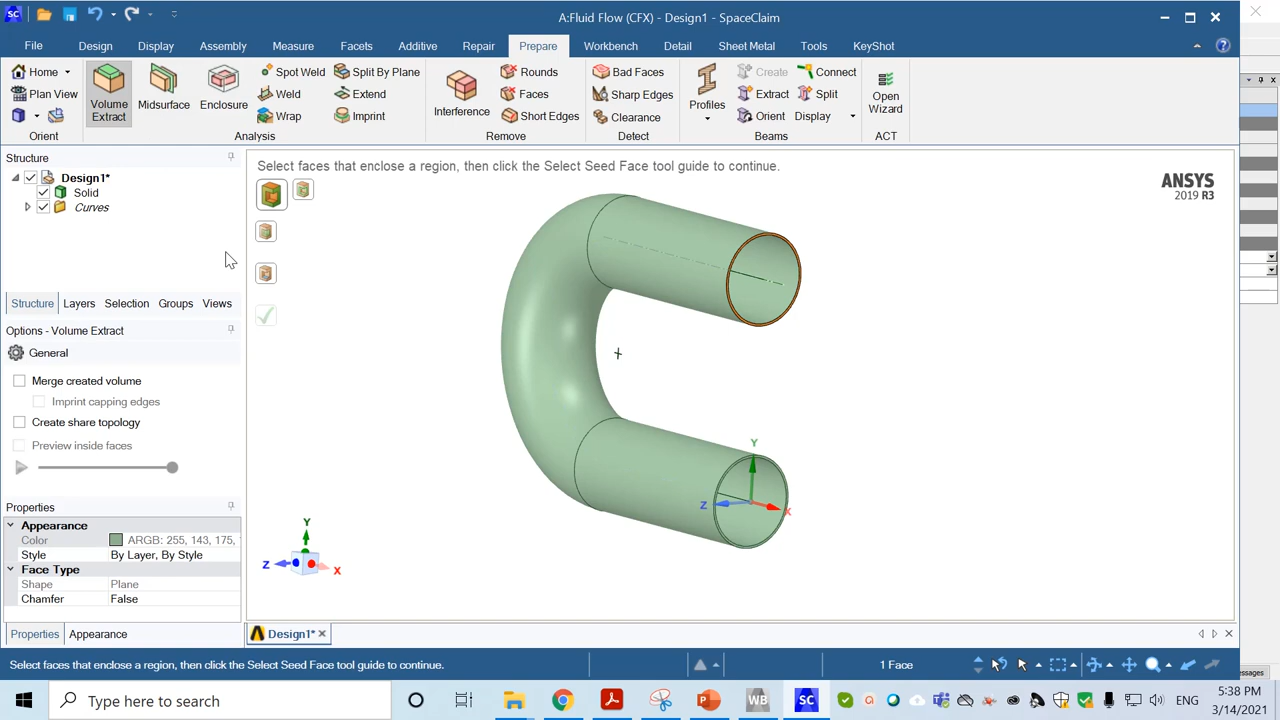 A:Fluid Flow (CFX) - Design1 - SpaceClaim
File Design Display Assembly Measure Facets Additive Repair Prepare Workbench Detail Sheet Metal Tools KeyShot
Home
Plan View
Orient
Volume
Extract
Midsurface
Enclosure
Spot Weld
Weld
Wrap
Split By Plane
Extend
Imprint
Analysis
Interference
Rounds
Faces
Short Edges
Remove
Bad Faces
Sharp Edges
Clearance
Detect
Profiles
Create
Extract
Orient
Connect
Split
Display
Beams
Open
Wizard
ACT
Structure
Design1*
Solid
Curves
Structure Layers Selection Groups Views
Options - Volume Extract
General
Merge created volume
Imprint capping edges
Create share topology
Preview inside faces
Properties
Appearance
Color ARGB: 255, 143, 175,
Style By Layer, By Style
Face Type
Shape Plane
Chamfer False
Properties Appearance
Select faces that enclose a region, then click the Select Seed Face tool guide to continue.
ANSYS
2019 R3
Y
Z
X
Y
Z
X
Design1*
Select faces that enclose a region, then click the Select Seed Face tool guide to continue.
1 Face
essages
Type here to search
WB
SC
ENG
5:38 PM
3/14/2021